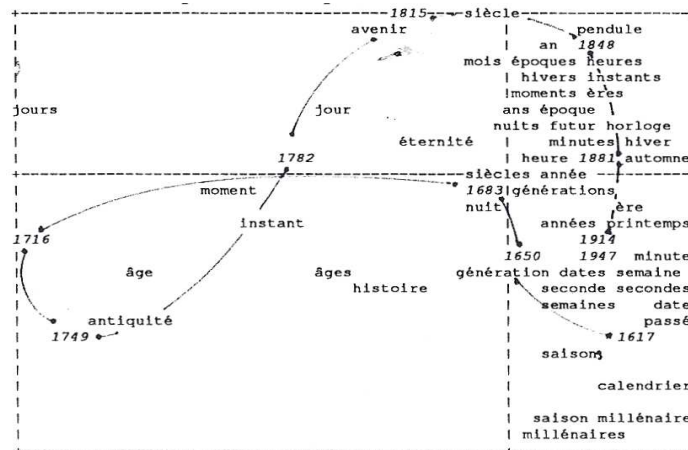 1815 siècle
avenir pendule
an 1848
mois époques heures
hivers instants
moments ères
jours jour ans époque
nuits futur horloge
éternité minutes hiver
1782 heure 1881 automne
siècles année
moment 1683 générations
nuit ère
instant années printemps
1716 1914
1650 1947 minute
âge âges génération dates semaine
histoire seconde secondes
semaines date
antiquité passé
1749 1617
saisons
calendrier
saison millénaire
millénaires